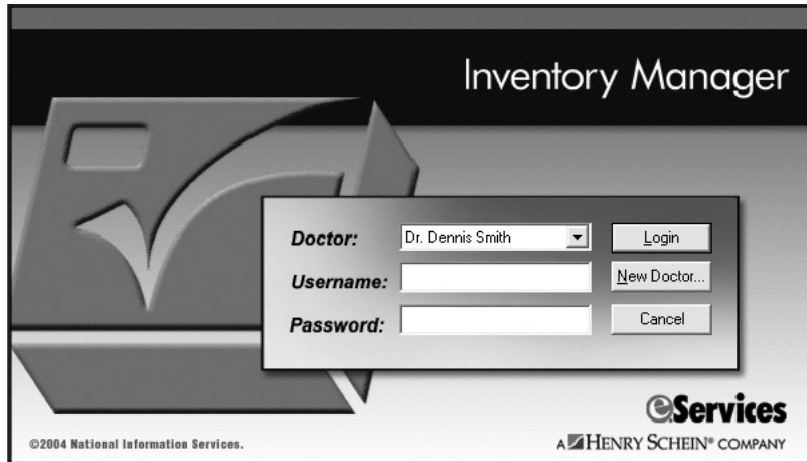 Inventory Manager
Doctor: Dr. Dennis Smith Login
Username: New Doctor...
Password: Cancel
eServices
©2004 National Information Services. A HENRY SCHEIN® COMPANY